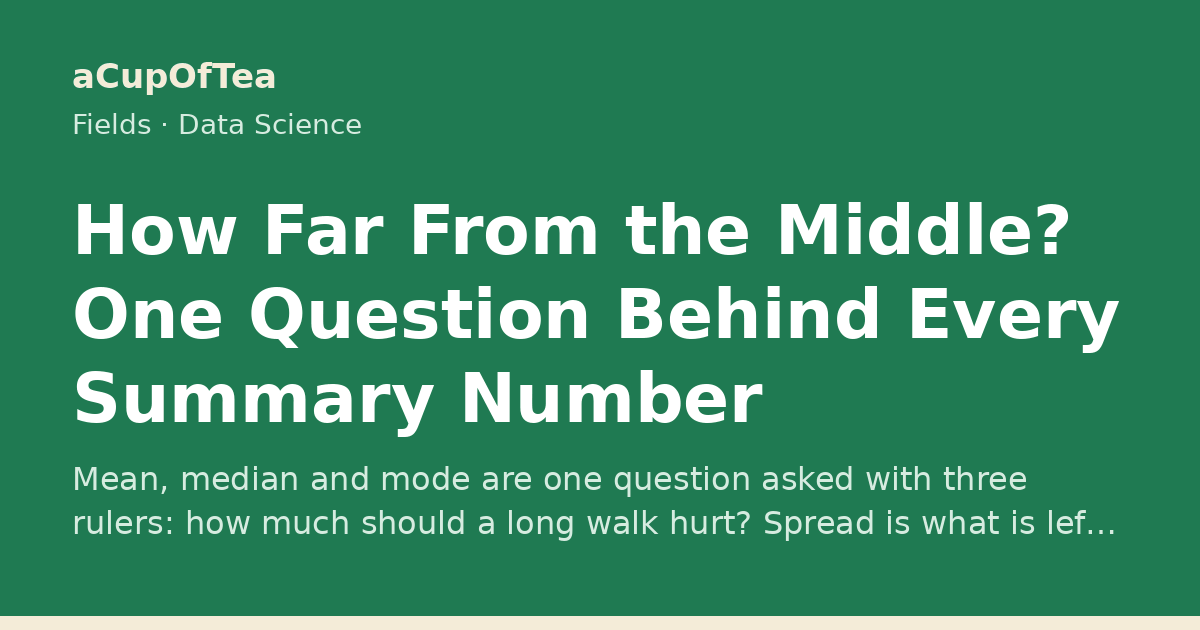 aCupOfTea
Fields · Data Science
How Far From the Middle?
One Question Behind Every
Summary Number
Mean, median and mode are one question asked with three
rulers: how much should a long walk hurt? Spread is what is lef…